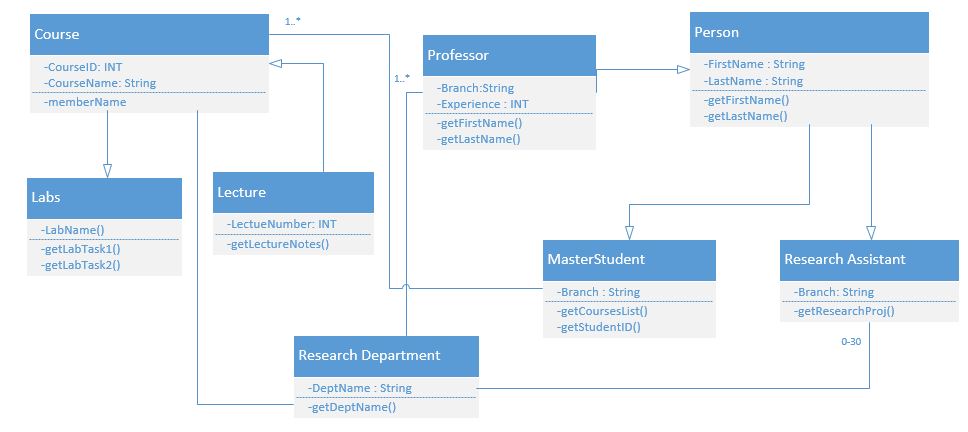 Course
-CourseID: INT
-CourseName: String
-memberName
1..*
Professor
-Branch:String
-Experience : INT
-getFirstName()
-getLastName()
1..*
Person
-FirstName : String
-LastName : String
-getFirstName()
-getLastName()
Labs
-LabName()
-getLabTask1()
-getLabTask2()
Lecture
-LectueNumber: INT
-getLectureNotes()
MasterStudent
-Branch : String
-getCoursesList()
-getStudentID()
Research Assistant
-Branch: String
-getResearchProj()
0-30
Research Department
-DeptName : String
-getDeptName()